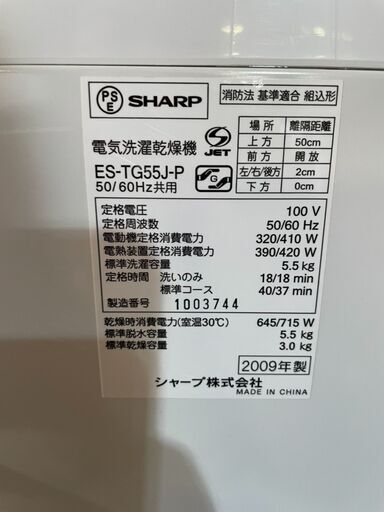 PS
E
SHARP
消防法 基準適合 組込形
電気洗濯乾燥機
S JET
ES-TG55J-P
50/60Hz共用
G
場所 離隔距離
上方 50cm
前方 開放
左/右/後方 2cm
下方 0cm
定格電圧 100 V
定格周波数 50/60 Hz
電動機定格消費電力 320/410 W
電熱装置定格消費電力 390/420 W
標準洗濯容量 5.5 kg
定格時間 洗いのみ 18/18 min
標準コース 40/37 min
製造番号 1003744
乾燥時消費電力(室温30℃) 645/715 W
標準脱水容量 5.5 kg
標準乾燥容量 3.0 kg
2009年製
シャープ株式会社
MADE IN CHINA